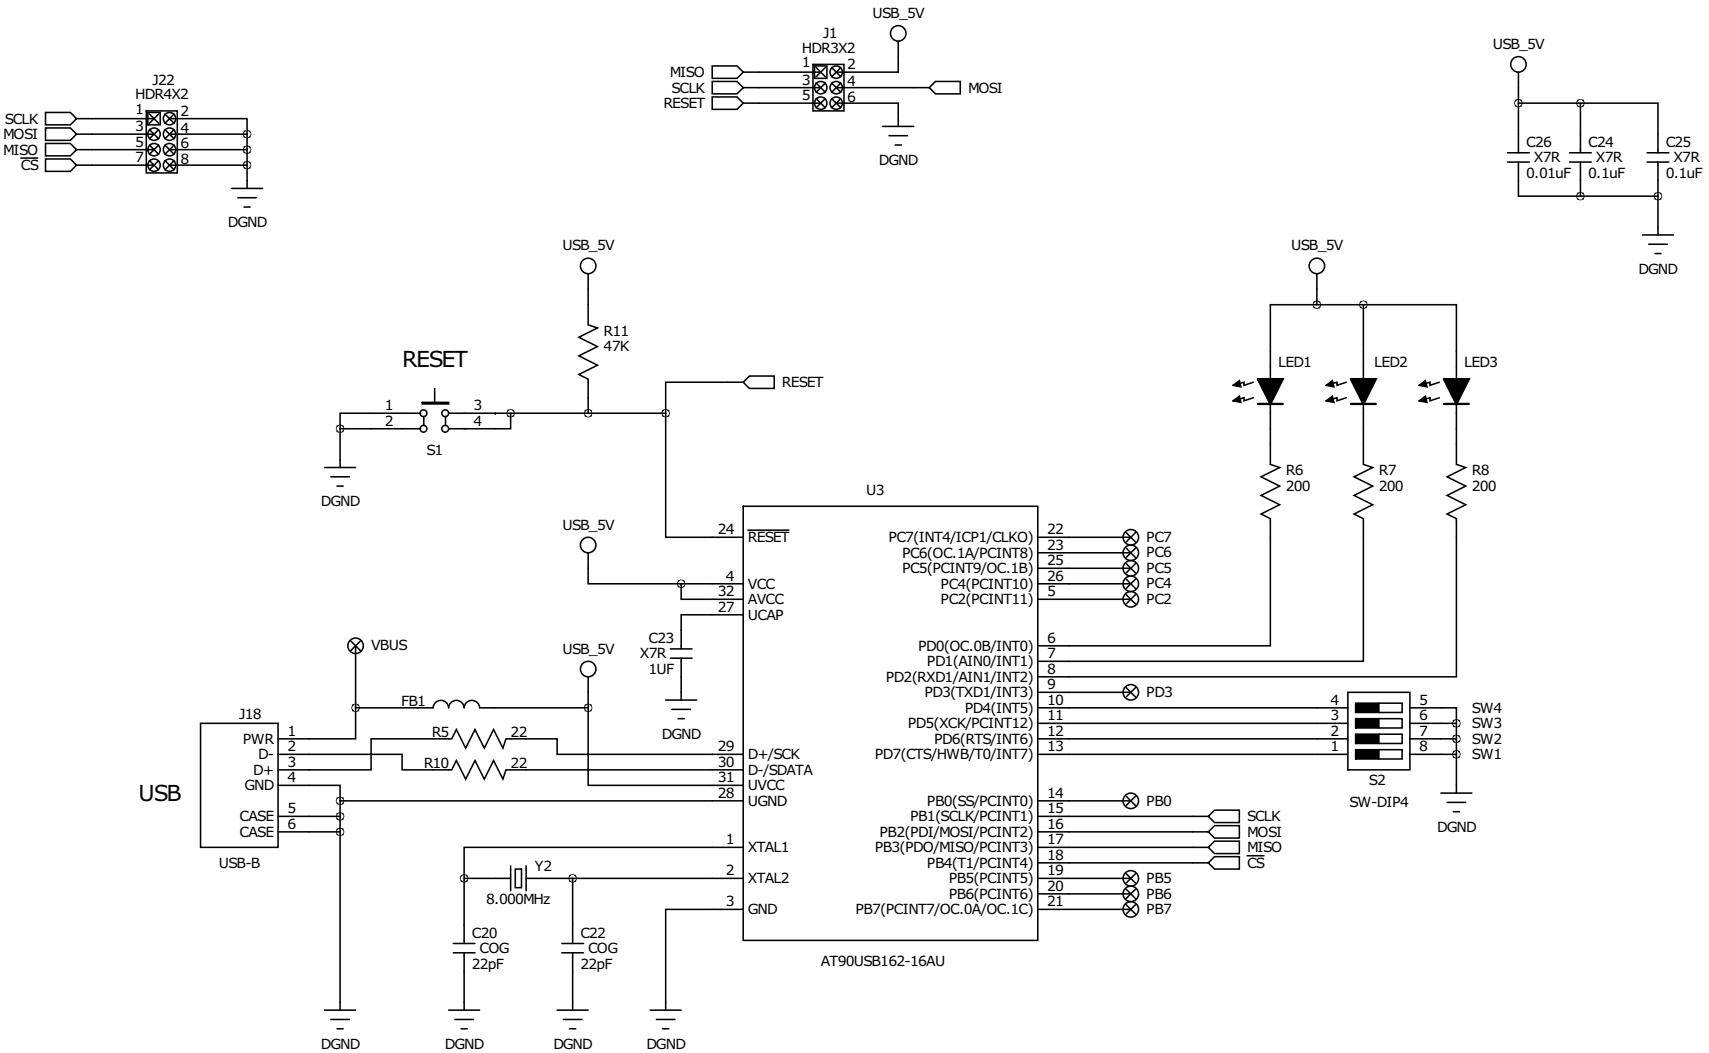 J22
HDR4X2
SCLK 1 2
MOSI 3 4
MISO 5 6
CS 7 8
DGND
USB_5V
J1
HDR3X2
MISO 1 2
SCLK 3 4 MOSI
RESET 5 6
DGND
USB_5V
C26 C24 C25
X7R X7R X7R
0.01uF 0.1uF 0.1uF
DGND
USB_5V
R11
47K
RESET
RESET
1 3
2 4
S1
DGND
USB_5V
LED1 LED2 LED3
R6 R7 R8
200 200 200
U3
24 RESET
USB_5V
4 VCC
32 AVCC
27 UCAP
C23
X7R
1UF
DGND
VBUS
USB_5V
FB1
J18
PWR 1
D- 2
D+ 3
GND 4
CASE 5
CASE 6
USB
USB-B
R5 22
R10 22
29 D+/SCK
30 D-/SDATA
31 UVCC
28 UGND
1 XTAL1
2 XTAL2
3 GND
Y2
8.000MHz
C20 C22
COG COG
22pF 22pF
DGND DGND DGND DGND
PC7(INT4/ICP1/CLKO) 22 PC7
PC6(OC.1A/PCINT8) 23 PC6
PC5(PCINT9/OC.1B) 25 PC5
PC4(PCINT10) 26 PC4
PC2(PCINT11) 5 PC2
PD0(OC.0B/INT0) 6
PD1(AIN0/INT1) 7
PD2(RXD1/AIN1/INT2) 8
PD3(TXD1/INT3) 9 PD3
PD4(INT5) 10 4 5 SW4
PD5(XCK/PCINT12) 11 3 6 SW3
PD6(RTS/INT6) 12 2 7 SW2
PD7(CTS/HWB/T0/INT7) 13 1 8 SW1
S2
SW-DIP4
DGND
PB0(SS/PCINT0) 14 PB0
PB1(SCLK/PCINT1) 15 SCLK
PB2(PDI/MOSI/PCINT2) 16 MOSI
PB3(PDO/MISO/PCINT3) 17 MISO
PB4(T1/PCINT4) 18 CS
PB5(PCINT5) 19 PB5
PB6(PCINT6) 20 PB6
PB7(PCINT7/OC.0A/OC.1C) 21 PB7
AT90USB162-16AU